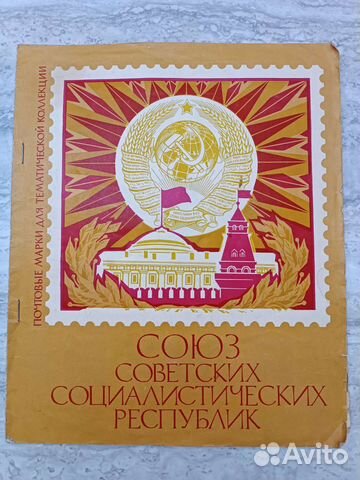 ПОЧТОВЫЕ МАРКИ ДЛЯ ТЕМАТИЧЕСКОЙ КОЛЛЕКЦИИ
СОЮЗ
СОВЕТСКИХ
СОЦИАЛИСТИЧЕСКИХ
РЕСПУБЛИК
Avito